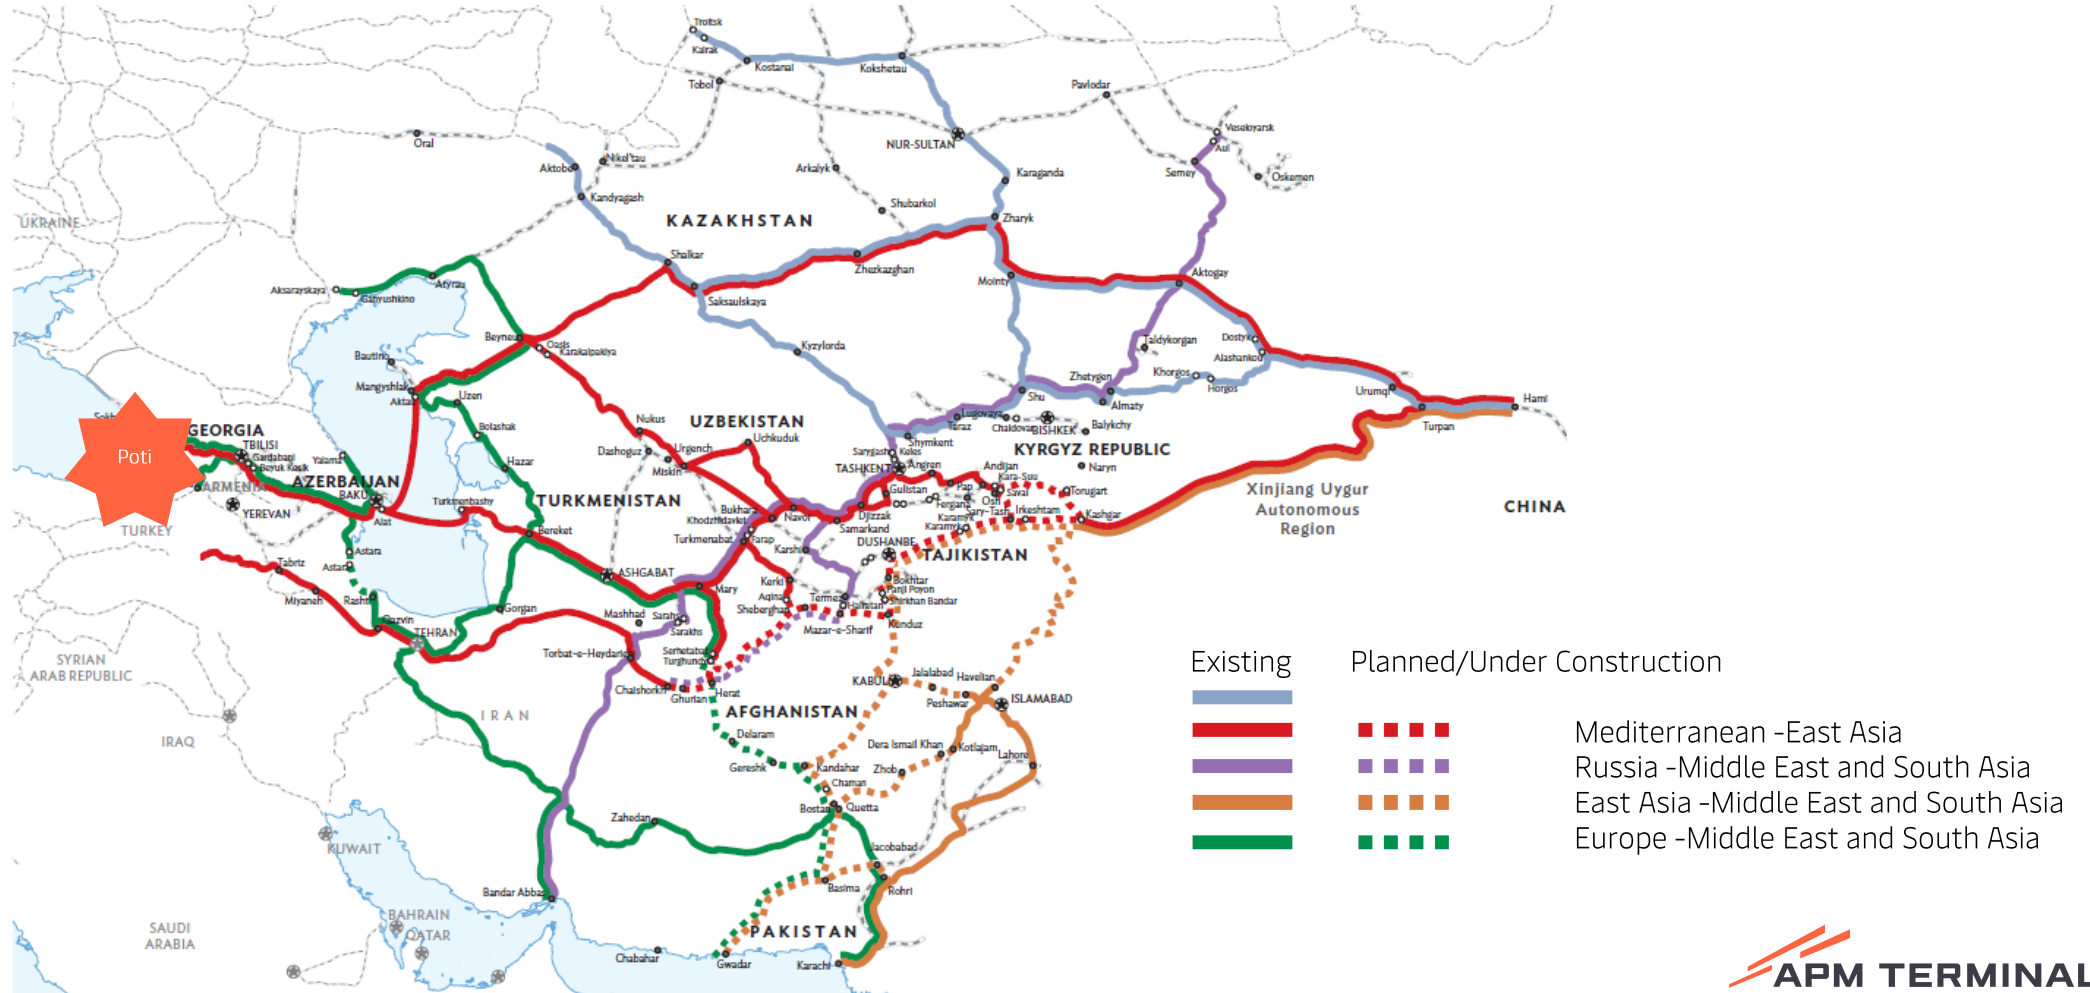 Troitsk
Kairak
Kostanai
Kokshetau
Tobol
Pavlodar
Oral
NUR-SULTAN
Veseloyarsk
Aul
Aktobe
Nikel'tau
Arkalyk
Karaganda
Semey
Oskemen
Kandyagash
Shubarkol
UKRAINE
KAZAKHSTAN
Zharyk
Shalkar
Zhezkazghan
Aktogay
Aksarayskaya
Atyrau
Ganyushkino
Mointy
Saksaulskaya
Beyneu
Oasis
Karakalpakiya
Kyzylorda
Taldykorgan
Dostyk
Alashankou
Bautino
Mangyshlak
Aktau
Uzen
Zhetygen
Khorgos
Horgos
Urumqi
Shu
Almaty
Hami
Poti
GEORGIA
TBILISI
Gardabani
Beyuk Kesik
Yalama
Bolashak
Nukus
UZBEKISTAN
Uchkuduk
Lugovaya
Taraz
Chaldovar
BISHKEK
Balykchy
Turpan
Shymkent
KYRGYZ REPUBLIC
Dashoguz
Urgench
Miskin
Sarygash
Keles
TASHKENT
Angren
Andijan
Kara-Suu
Naryn
Hazar
ARMENIA
AZERBAIJAN
BAKU
Alat
YEREVAN
TURKEY
Turkmenbashy
TURKMENISTAN
Gulistan
Pap
Savai
Osh
Torugart
Xinjiang Uygur
Autonomous
Region
CHINA
Bukhara
Khodzhidavlet
Navoi
Djizzak
Fergana
Sary-Tash
Irkeshtam
Kashgar
Samarkand
Karamyk
Karamyk
Bereket
Turkmenabat
Farap
Karshi
DUSHANBE
TAJIKISTAN
Astara
Astara
Tabriz
Miyaneh
ASHGABAT
Mary
Kerki
Aqina
Bokhtar
Panji Poyon
Shirkhan Bandar
Rasht
Qazvin
Gorgan
Mashhad
Sarahs
Sarakhs
Sheberghan
Termez
Hairatan
Mazar-e-Sharif
Kunduz
TEHRAN
SYRIAN
ARAB REPUBLIC
Torbat-e-Heydarieh
Serhetabat
Turghundy
Chalshorkh
Ghurian
Herat
KABUL
Jalalabad
Havelian
Peshawar
ISLAMABAD
IRAN
IRAQ
AFGHANISTAN
Delaram
Dera Ismail Khan
Kotlajam
Lahore
Gereshk
Kandahar
Zhob
Chaman
Bostan
Quetta
Zahedan
KUWAIT
Jacobabad
Bandar Abbas
Basima
Rohri
BAHRAIN
QATAR
SAUDI
ARABIA
PAKISTAN
Chabahar
Gwadar
Karachi
Existing
Planned/Under Construction
Mediterranean -East Asia
Russia -Middle East and South Asia
East Asia -Middle East and South Asia
Europe -Middle East and South Asia
APM TERMINAL